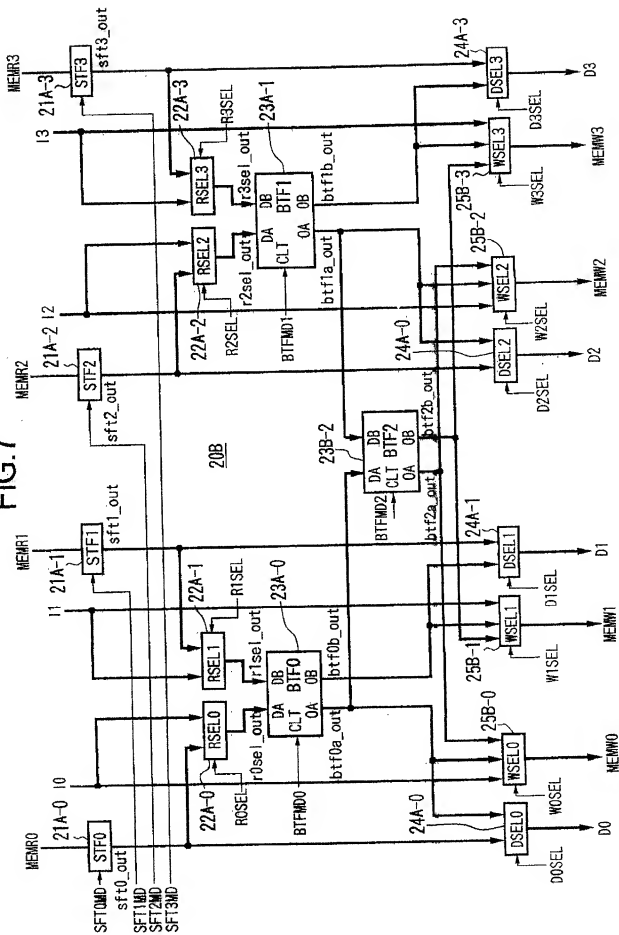 FIG. 7
MEMR0
I0
I1
MEMR1
MEMR2
I2
I3
MEMR3
21A-0
21A-1
21A-2
21A-3
STF0
STF1
STF2
STF3
SFT0MD
sft0_out
sft1_out
sft2_out
sft3_out
SFT1MD
SFT2MD
SFT3MD
20B
22A-0
RSEL0
R0SEL
r0sel_out
22A-1
RSEL1
R1SEL
r1sel_out
22A-2
RSEL2
R2SEL
r2sel_out
22A-3
RSEL3
R3SEL
r3sel_out
23A-0
DA DB
CLT BTF0
OA OB
BTFMD0
btf0a_out
btf0b_out
23A-1
DA DB
CLT BTF1
OA OB
BTFMD1
btf1a_out
btf1b_out
23B-2
DA DB
CLT BTF2
OA OB
BTFMD2
btf2a_out
btf2b_out
24A-0
DSEL0
D0SEL
D0
25B-0
WSEL0
W0SEL
MEMW0
25B-1
WSEL1
W1SEL
MEMW1
24A-1
DSEL1
D1SEL
D1
24A-0
DSEL2
D2SEL
D2
25B-2
WSEL2
W2SEL
MEMW2
25B-3
WSEL3
W3SEL
MEMW3
24A-3
DSEL3
D3SEL
D3